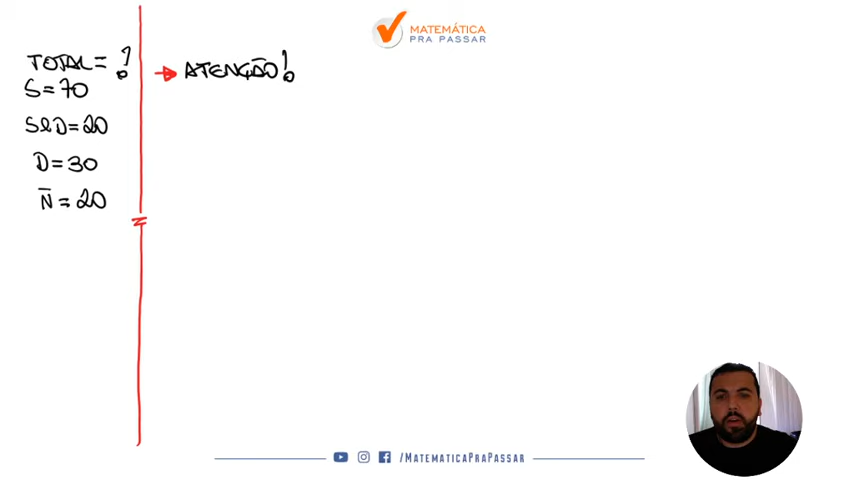 MATEMÁTICA
PRA PASSAR
TOTAL = ?
S = 70
S e D = 20
D = 30
N̄ = 20
ATENÇÃO!
/MatematicaPraPassar